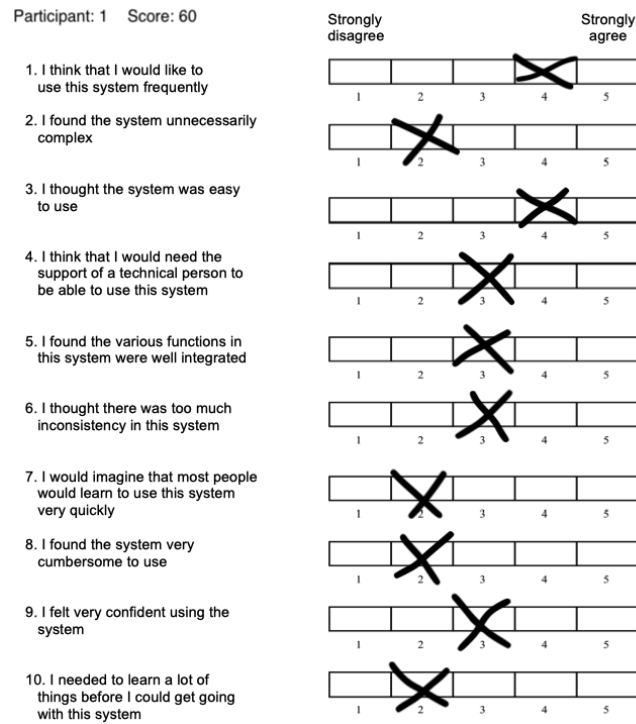 Participant: 1 Score: 60
Strongly disagree
Strongly agree
1. I think that I would like to
use this system frequently
1 2 3 4 5
2. I found the system unnecessarily
complex
1 2 3 4 5
3. I thought the system was easy
to use
1 2 3 4 5
4. I think that I would need the
support of a technical person to
be able to use this system
1 2 3 4 5
5. I found the various functions in
this system were well integrated
1 2 3 4 5
6. I thought there was too much
inconsistency in this system
1 2 3 4 5
7. I would imagine that most people
would learn to use this system
very quickly
1 2 3 4 5
8. I found the system very
cumbersome to use
1 2 3 4 5
9. I felt very confident using the
system
1 2 3 4 5
10. I needed to learn a lot of
things before I could get going
with this system
1 2 3 4 5